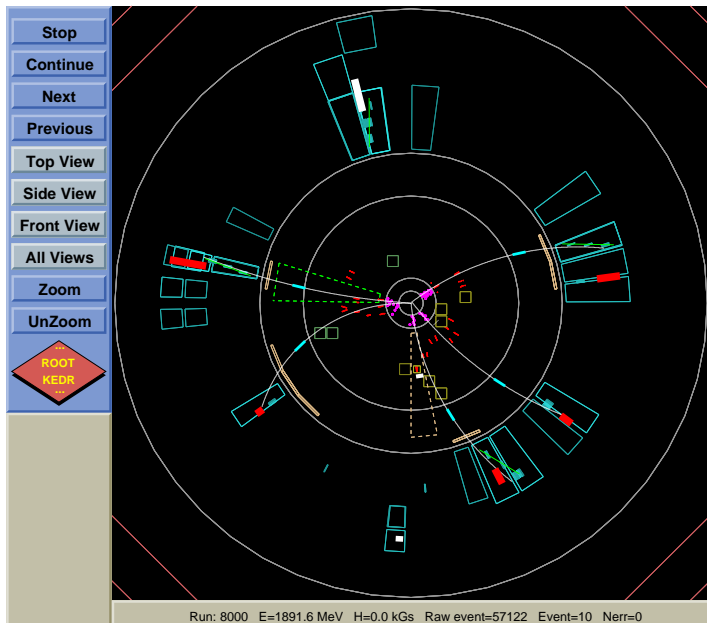 Stop
Continue
Next
Previous
Top View
Side View
Front View
All Views
Zoom
UnZoom
...
ROOT
KEDR
...
Run: 8000 E=1891.6 MeV H=0.0 kGs Raw event=57122 Event=10 Nerr=0